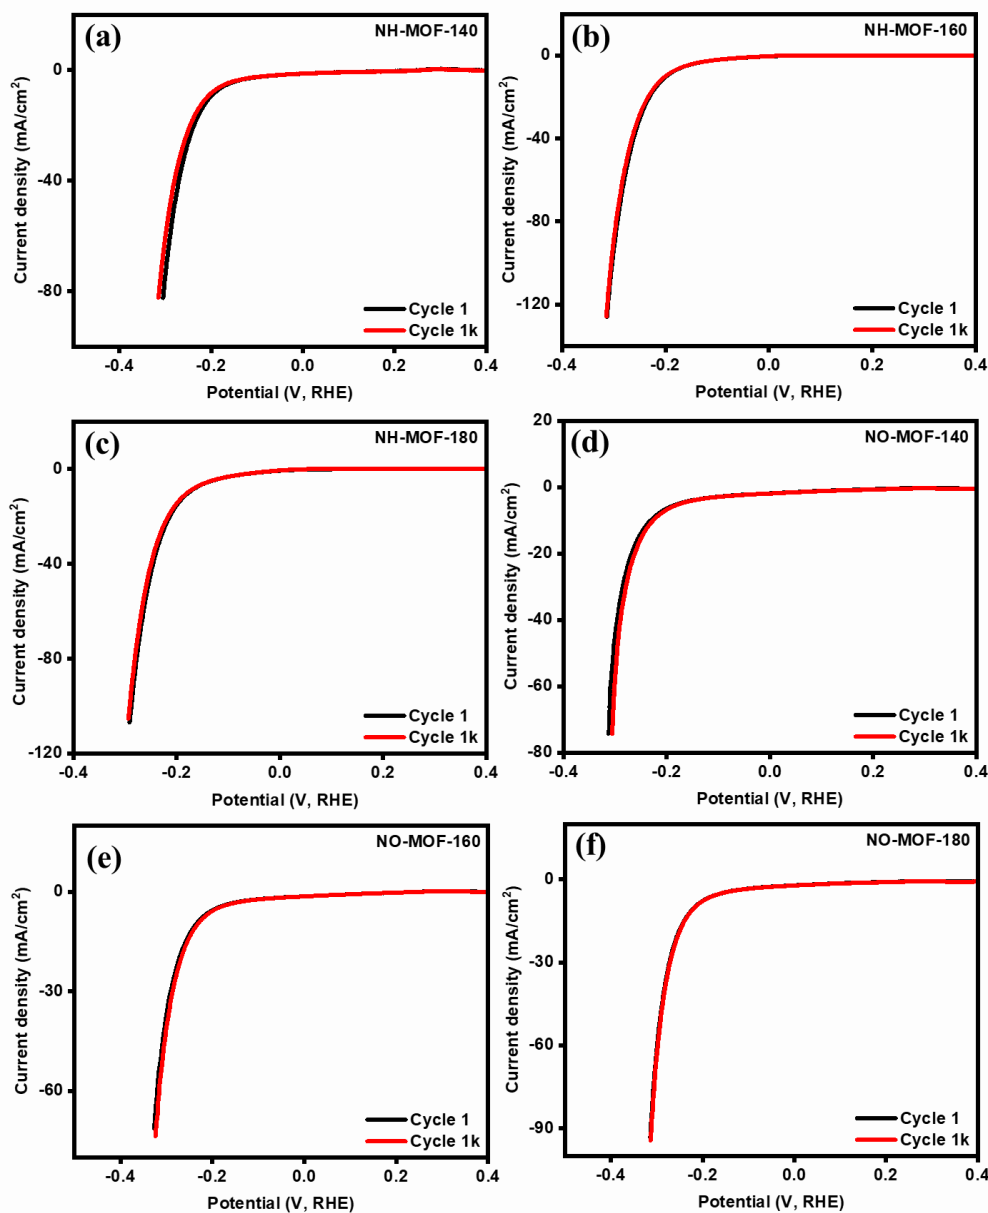 (a) NH-MOF-140
0
-40
-80
Current density (mA/cm²)
Cycle 1
Cycle 1k
-0.4 -0.2 0.0 0.2 0.4
Potential (V, RHE)
(b) NH-MOF-160
0
-40
-80
-120
Current density (mA/cm²)
Cycle 1
Cycle 1k
-0.4 -0.2 0.0 0.2 0.4
Potential (V, RHE)
(c) NH-MOF-180
0
-40
-80
-120
Current density (mA/cm²)
Cycle 1
Cycle 1k
-0.4 -0.2 0.0 0.2 0.4
Potential (V, RHE)
(d) NO-MOF-140
20
0
-20
-40
-60
-80
Current density (mA/cm²)
Cycle 1
Cycle 1k
-0.4 -0.2 0.0 0.2 0.4
Potential (V, RHE)
(e) NO-MOF-160
0
-30
-60
Current density (mA/cm²)
Cycle 1
Cycle 1k
-0.4 -0.2 0.0 0.2 0.4
Potential (V, RHE)
(f) NO-MOF-180
0
-30
-60
-90
Current density (mA/cm²)
Cycle 1
Cycle 1k
-0.4 -0.2 0.0 0.2 0.4
Potential (V, RHE)